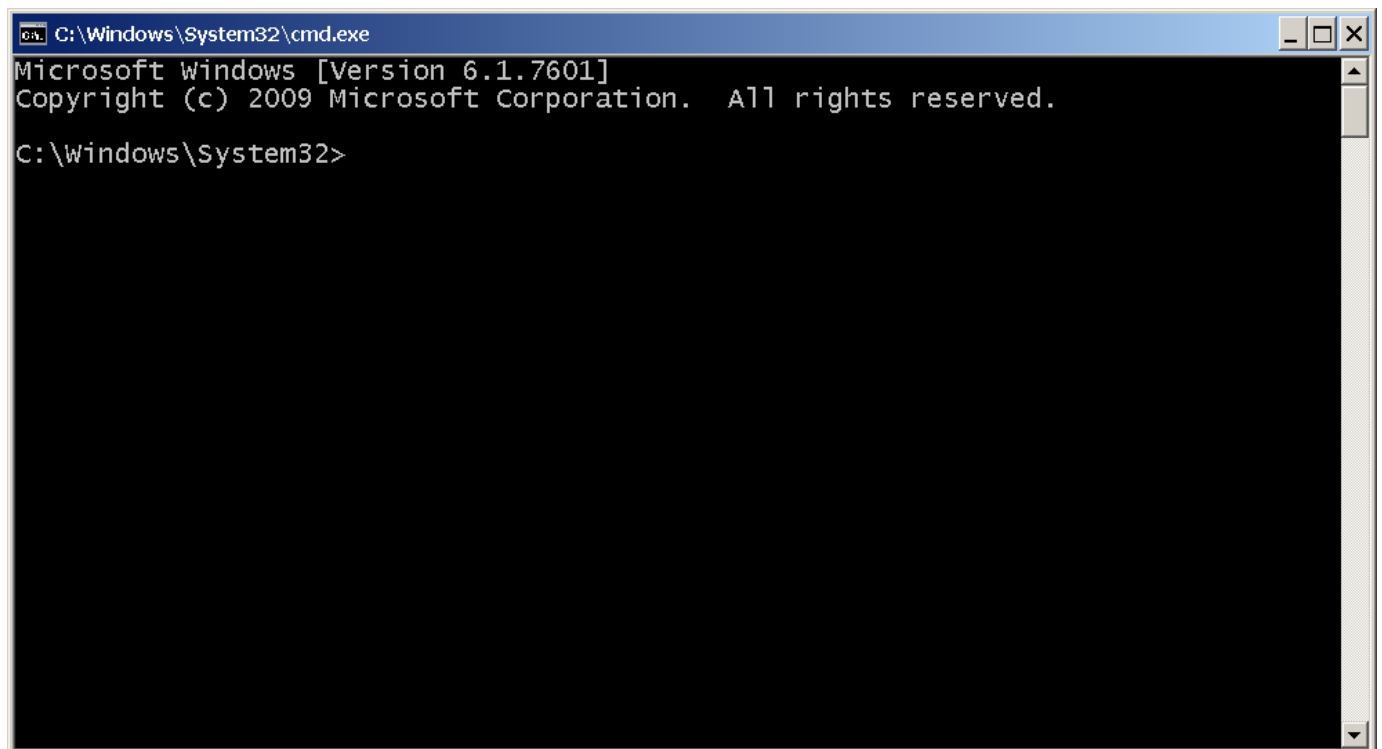 C:\Windows\System32\cmd.exe
Microsoft Windows [Version 6.1.7601]
Copyright (c) 2009 Microsoft Corporation.  All rights reserved.
C:\Windows\System32>